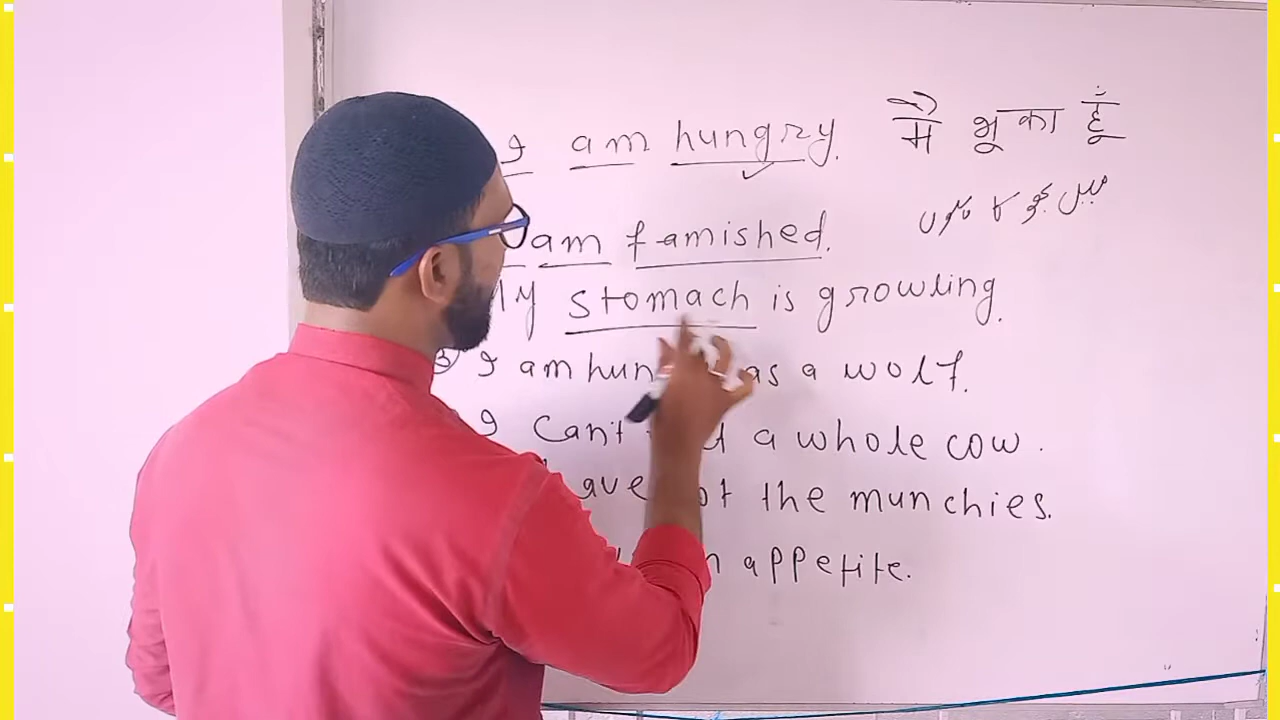 I am hungry. मैं भूका हूँ
میں بھوکا ہوں
am famished.
My stomach is growling.
③ I am hun as a wolf.
I Can't a whole cow.
ave ot the munchies.
n appetite.